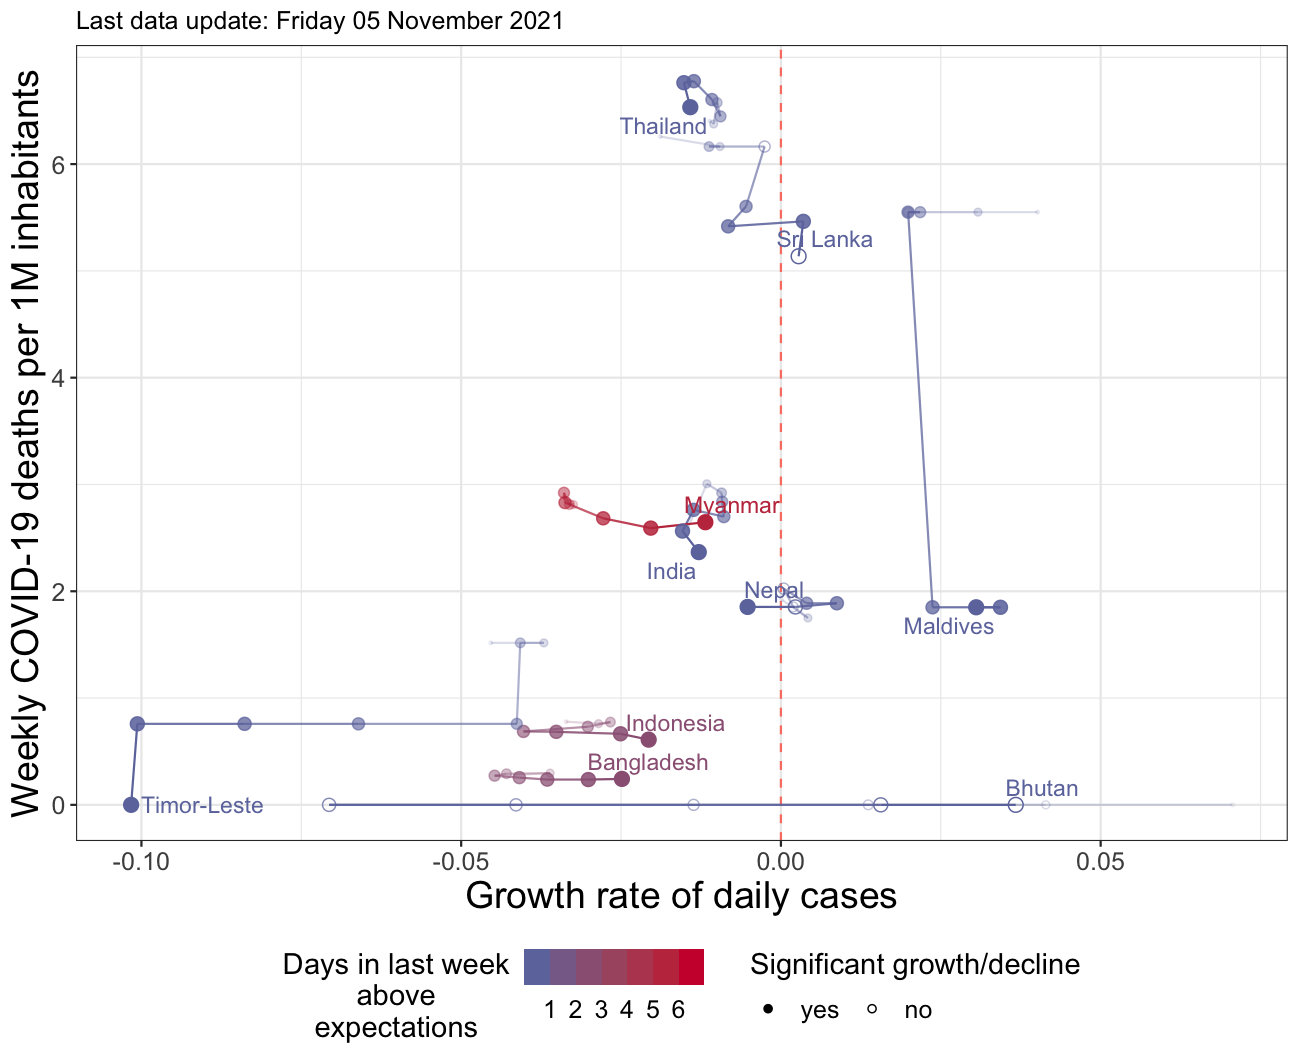 Last data update: Friday 05 November 2021
Weekly COVID-19 deaths per 1M inhabitants
6
4
2
0
Thailand
Sri Lanka
Myanmar
India
Nepal
Maldives
Indonesia
Bangladesh
Bhutan
Timor-Leste
-0.10
-0.05
0.00
0.05
Growth rate of daily cases
Days in last week
above
expectations
1 2 3 4 5 6
Significant growth/decline
yes no